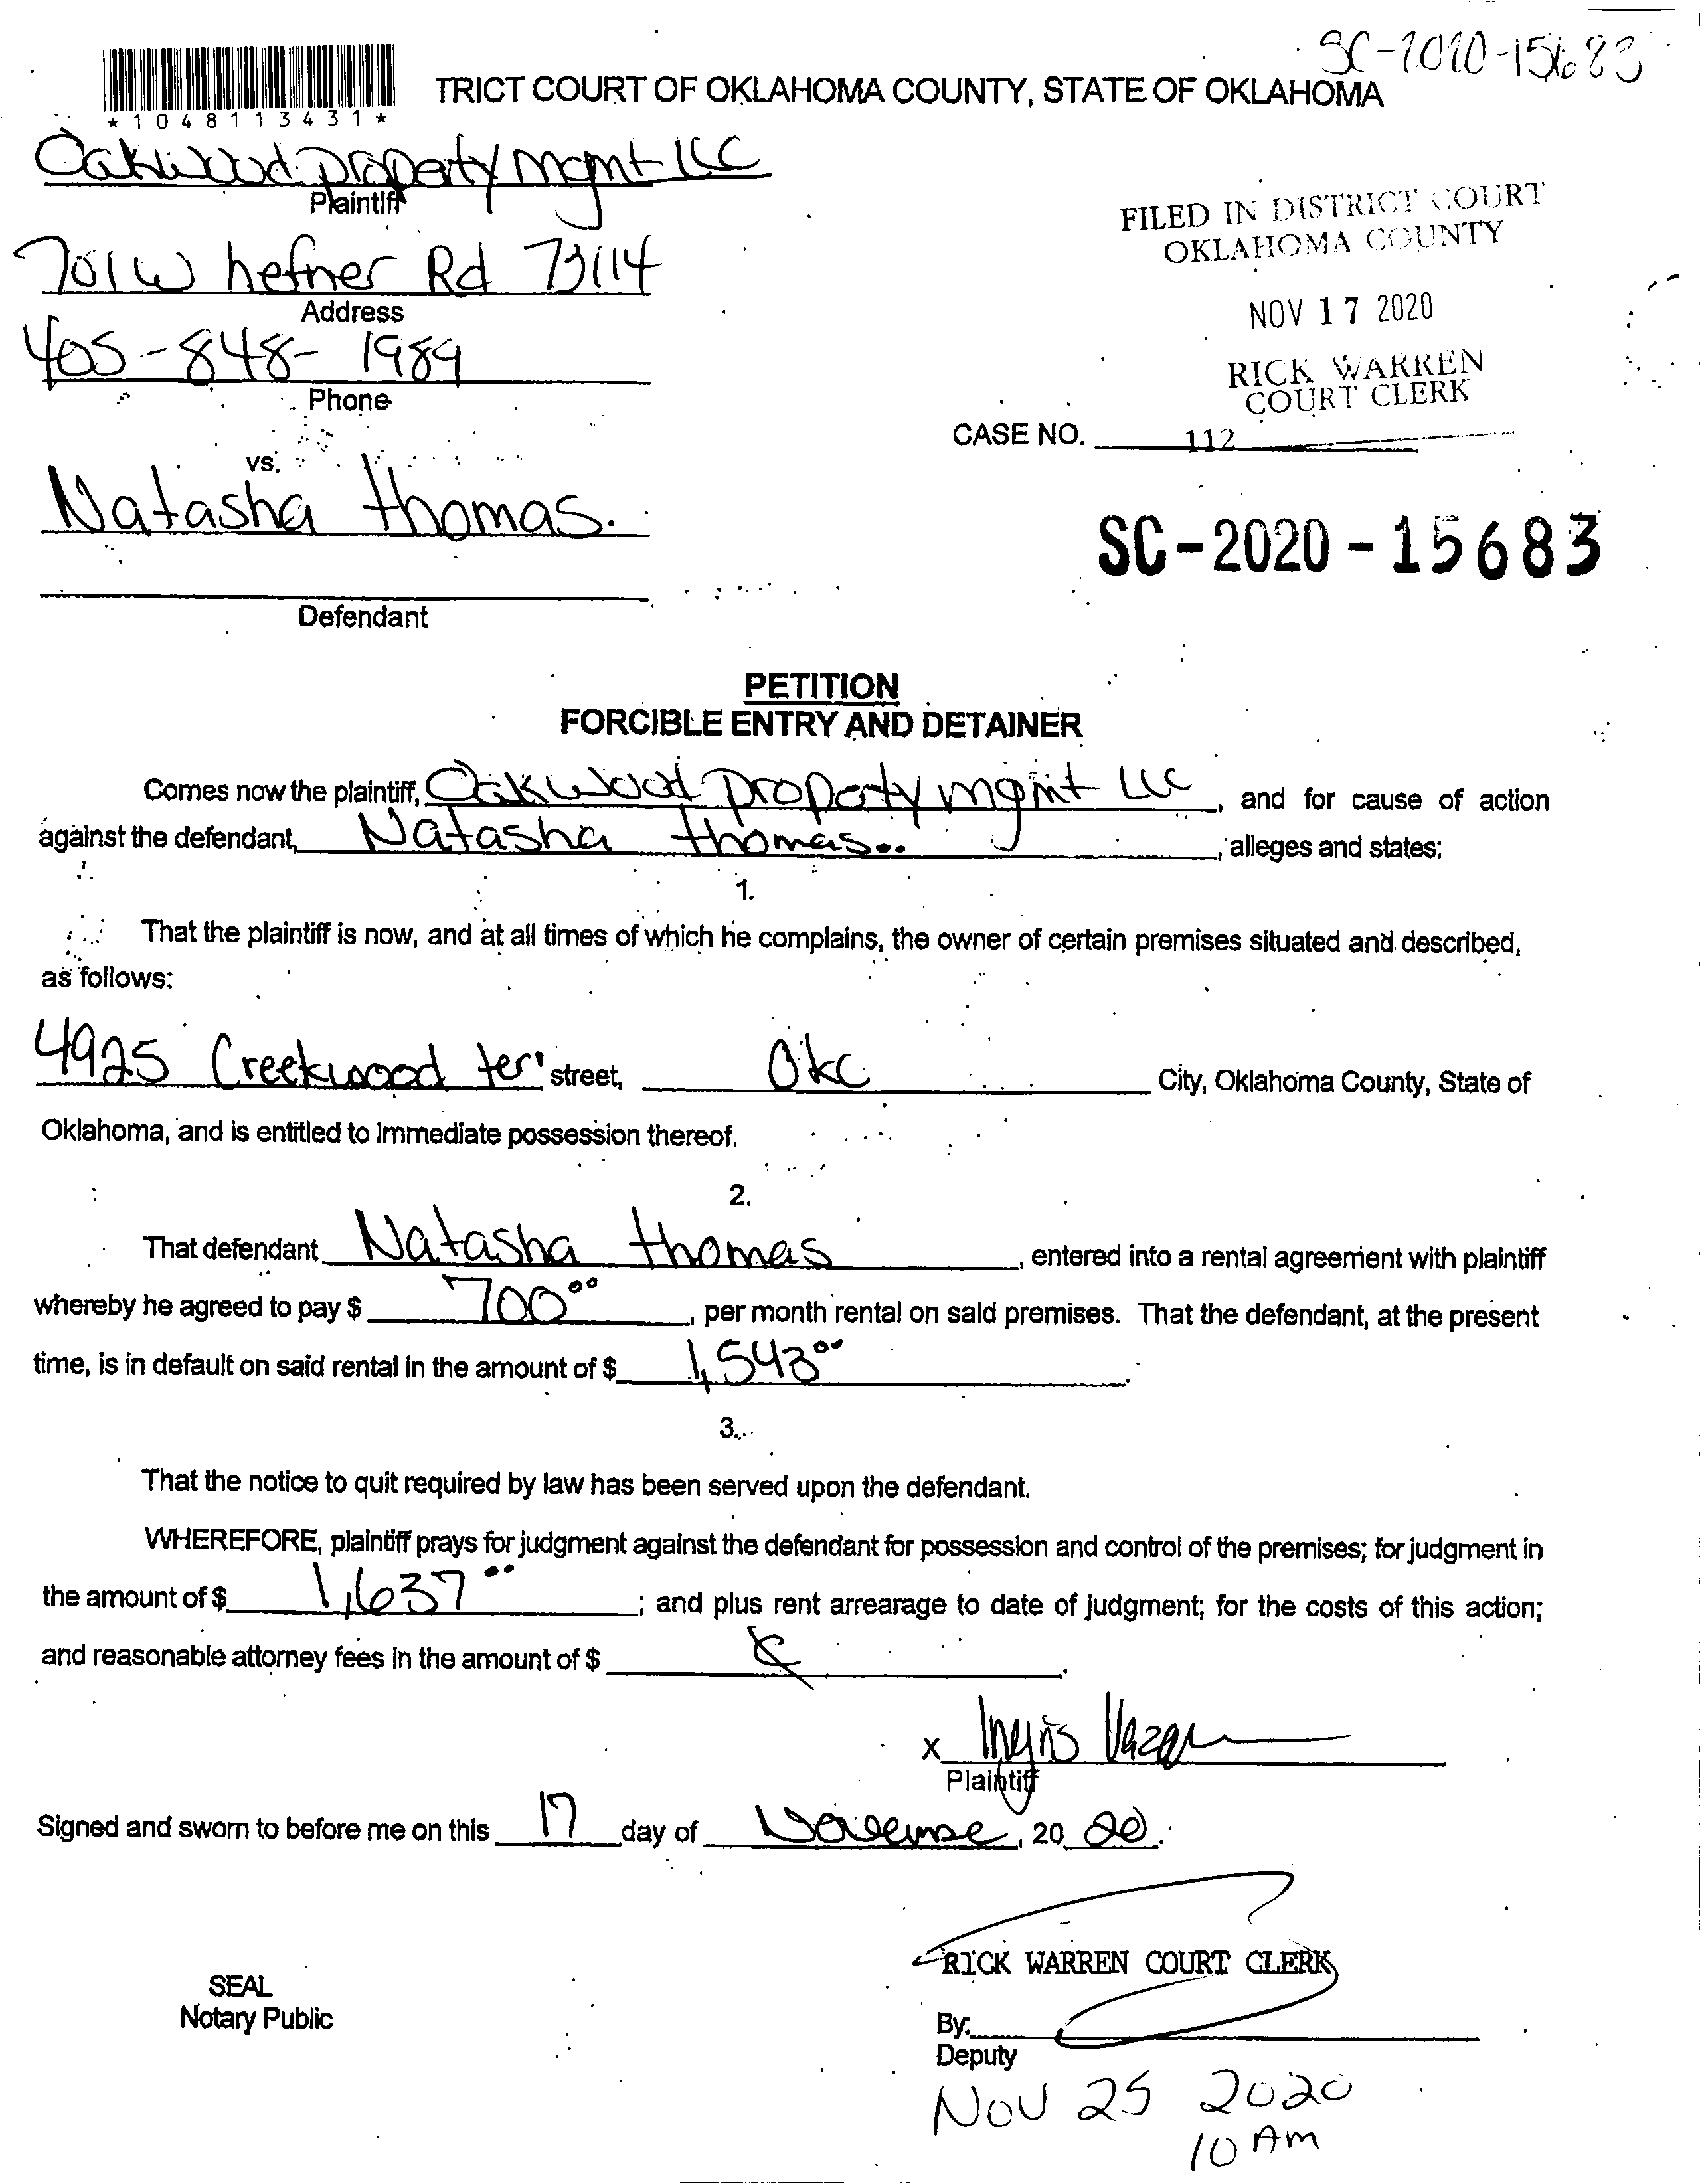 SC-2020-15683
TRICT COURT OF OKLAHOMA COUNTY, STATE OF OKLAHOMA
*1048113431*
Oakwood property mgmt LLC
Plaintiff
FILED IN DISTRICT COURT
OKLAHOMA COUNTY
701 W hefner Rd 73114
Address
NOV 17 2020
405-848-1989
Phone
RICK WARREN
COURT CLERK
CASE NO. 112
vs.
Natasha thomas.
SC-2020-15683
Defendant
PETITION
FORCIBLE ENTRY AND DETAINER
Comes now the plaintiff, Oakwood property mgmt LLC, and for cause of action
against the defendant, Natasha thomas.. , alleges and states:
1.
That the plaintiff is now, and at all times of which he complains, the owner of certain premises situated and described,
as follows:
4925 Creekwood ter street, Okc City, Oklahoma County, State of
Oklahoma, and is entitled to immediate possession thereof.
2.
That defendant Natasha thomas, entered into a rental agreement with plaintiff
whereby he agreed to pay $ 700⁰⁰, per month rental on said premises. That the defendant, at the present
time, is in default on said rental in the amount of $ 1,543⁰⁰.
3.
That the notice to quit required by law has been served upon the defendant.
WHEREFORE, plaintiff prays for judgment against the defendant for possession and control of the premises; for judgment in
the amount of $ 1,637⁰⁰; and plus rent arrearage to date of judgment; for the costs of this action;
and reasonable attorney fees in the amount of $
x
Plaintiff
Signed and sworn to before me on this 17 day of , 20 20.
RICK WARREN COURT CLERK
SEAL
Notary Public
By:
Deputy
NOV 25 2020
10 AM